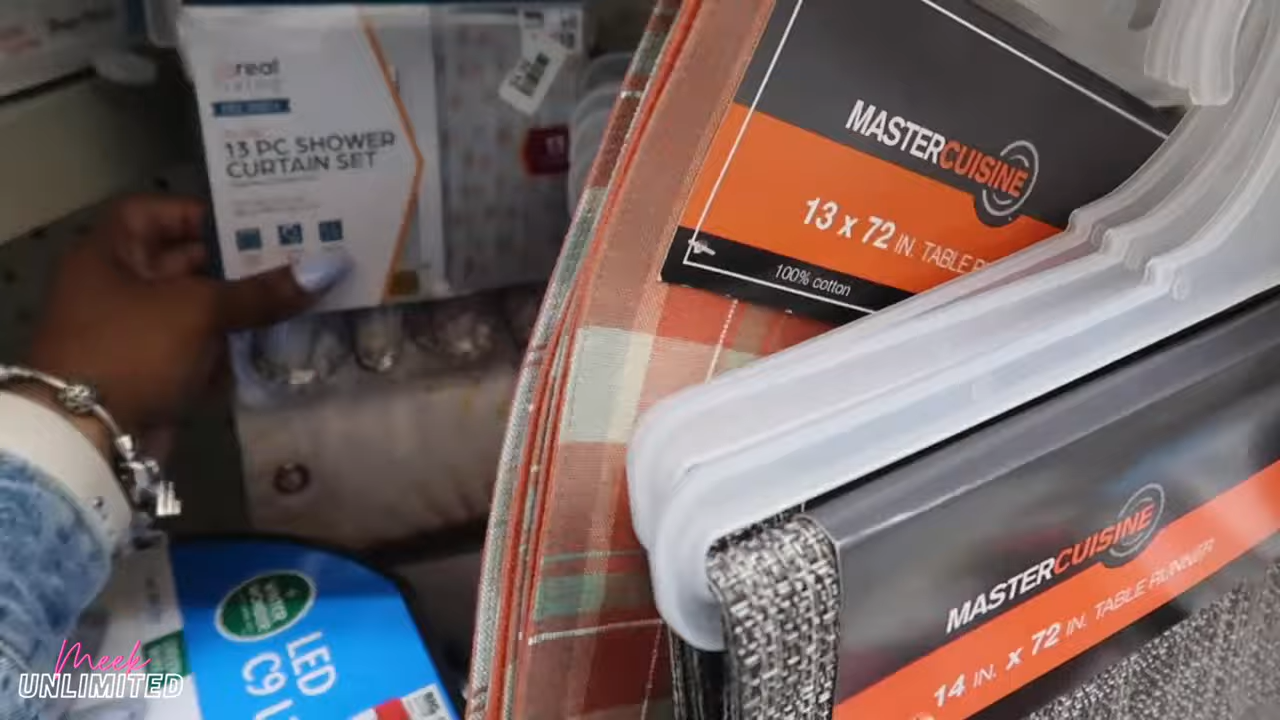 real
13 PC SHOWER
CURTAIN SET
MASTERCUISINE
13 x 72 IN. TABLE
100% cotton
MASTERCUISINE
14 IN. x 72 IN. TABLE RUNNER
LED
C9
Meek
UNLIMITED